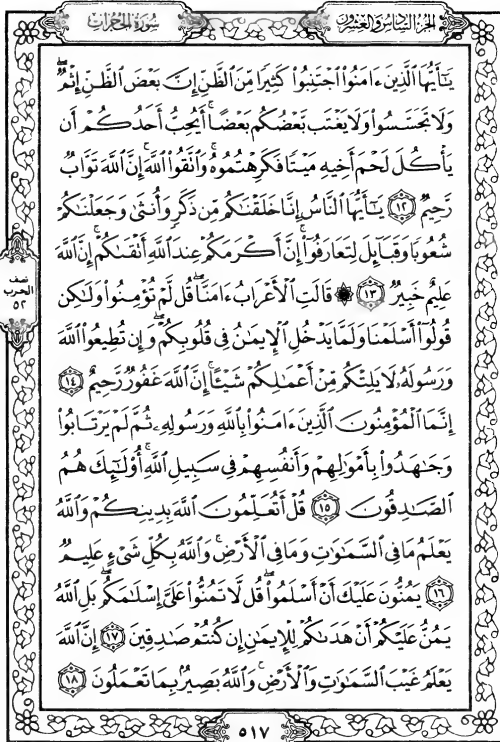 الجزء السادس والعشرون
سورة الحجرات
يَٰٓأَيُّهَا ٱلَّذِينَ ءَامَنُوا۟ ٱجْتَنِبُوا۟ كَثِيرًا مِّنَ ٱلظَّنِّ إِنَّ بَعْضَ ٱلظَّنِّ إِثْمٌ ۖ
وَلَا تَجَسَّسُوا۟ وَلَا يَغْتَب بَّعْضُكُم بَعْضًا ۚ أَيُحِبُّ أَحَدُكُمْ أَن
يَأْكُلَ لَحْمَ أَخِيهِ مَيْتًا فَكَرِهْتُمُوهُ ۚ وَٱتَّقُوا۟ ٱللَّهَ ۚ إِنَّ ٱللَّهَ تَوَّابٌ
رَّحِيمٌ ١٢ يَٰٓأَيُّهَا ٱلنَّاسُ إِنَّا خَلَقْنَٰكُم مِّن ذَكَرٍ وَأُنثَىٰ وَجَعَلْنَٰكُمْ
شُعُوبًا وَقَبَآئِلَ لِتَعَارَفُوٓا۟ ۚ إِنَّ أَكْرَمَكُمْ عِندَ ٱللَّهِ أَتْقَىٰكُمْ ۚ إِنَّ ٱللَّهَ
عَلِيمٌ خَبِيرٌ ١٣ ۞ قَالَتِ ٱلْأَعْرَابُ ءَامَنَّا ۖ قُل لَّمْ تُؤْمِنُوا۟ وَلَٰكِن
قُولُوٓا۟ أَسْلَمْنَا وَلَمَّا يَدْخُلِ ٱلْإِيمَٰنُ فِى قُلُوبِكُمْ ۖ وَإِن تُطِيعُوا۟ ٱللَّهَ
وَرَسُولَهُۥ لَا يَلِتْكُم مِّنْ أَعْمَٰلِكُمْ شَيْـًٔا ۚ إِنَّ ٱللَّهَ غَفُورٌ رَّحِيمٌ ١٤
إِنَّمَا ٱلْمُؤْمِنُونَ ٱلَّذِينَ ءَامَنُوا۟ بِٱللَّهِ وَرَسُولِهِۦ ثُمَّ لَمْ يَرْتَابُوا۟
وَجَٰهَدُوا۟ بِأَمْوَٰلِهِمْ وَأَنفُسِهِمْ فِى سَبِيلِ ٱللَّهِ ۚ أُو۟لَٰٓئِكَ هُمُ
ٱلصَّٰدِقُونَ ١٥ قُلْ أَتُعَلِّمُونَ ٱللَّهَ بِدِينِكُمْ وَٱللَّهُ
يَعْلَمُ مَا فِى ٱلسَّمَٰوَٰتِ وَمَا فِى ٱلْأَرْضِ ۚ وَٱللَّهُ بِكُلِّ شَىْءٍ عَلِيمٌ
١٦ يَمُنُّونَ عَلَيْكَ أَنْ أَسْلَمُوا۟ ۖ قُل لَّا تَمُنُّوا۟ عَلَىَّ إِسْلَٰمَكُم ۖ بَلِ ٱللَّهُ
يَمُنُّ عَلَيْكُمْ أَنْ هَدَىٰكُمْ لِلْإِيمَٰنِ إِن كُنتُمْ صَٰدِقِينَ ١٧ إِنَّ ٱللَّهَ
يَعْلَمُ غَيْبَ ٱلسَّمَٰوَٰتِ وَٱلْأَرْضِ ۚ وَٱللَّهُ بَصِيرٌۢ بِمَا تَعْمَلُونَ ١٨
نصف
الحزب
٥٢
٥١٧